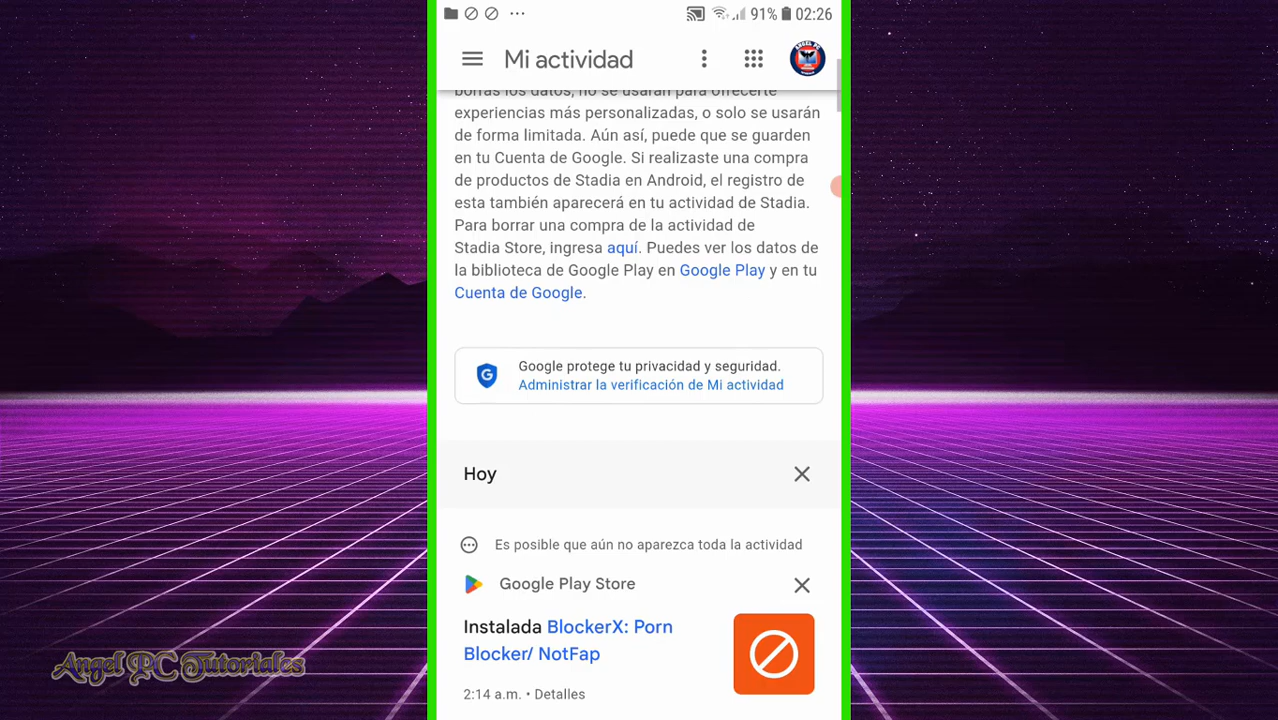 91% 02:26
Mi actividad
borras los datos, no se usarán para ofrecerte
experiencias más personalizadas, o solo se usarán
de forma limitada. Aún así, puede que se guarden
en tu Cuenta de Google. Si realizaste una compra
de productos de Stadia en Android, el registro de
esta también aparecerá en tu actividad de Stadia.
Para borrar una compra de la actividad de
Stadia Store, ingresa aquí. Puedes ver los datos de
la biblioteca de Google Play en Google Play y en tu
Cuenta de Google.
Google protege tu privacidad y seguridad.
Administrar la verificación de Mi actividad
Hoy
Es posible que aún no aparezca toda la actividad
Google Play Store
Instalada BlockerX: Porn
Blocker/ NotFap
2:14 a.m. • Detalles
Angel PC Tutoriales